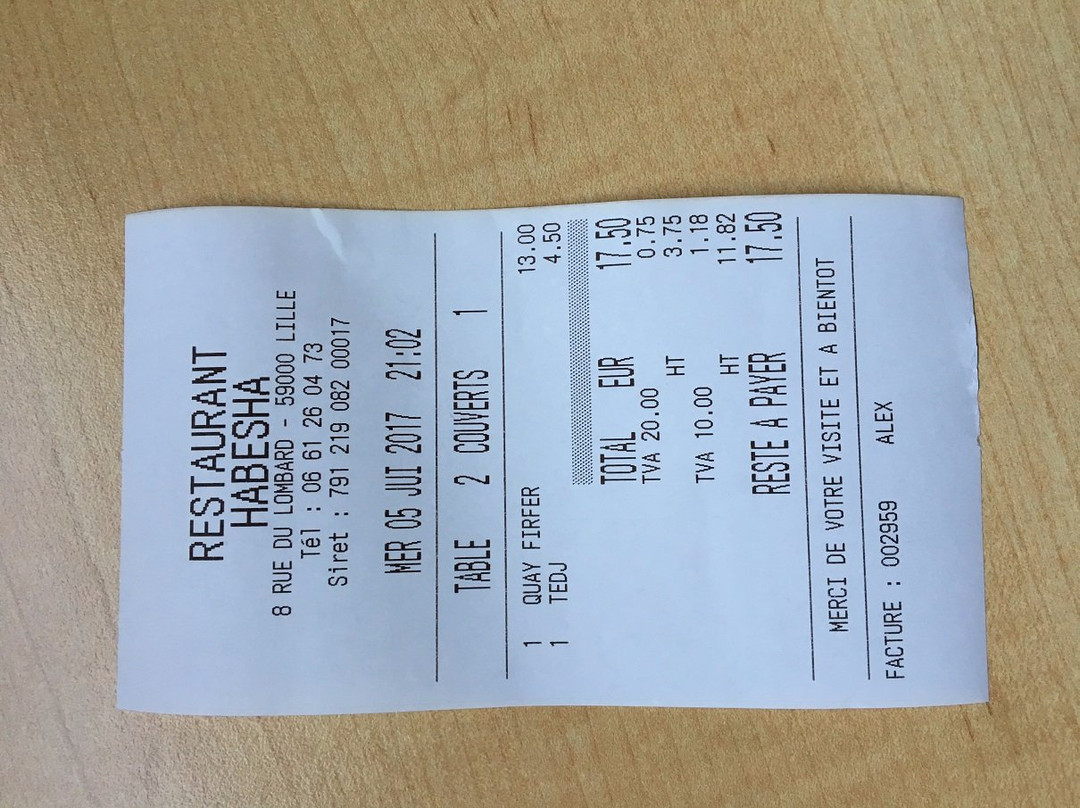 RESTAURANT
HABESHA
8 RUE DU LOMBARD - 59000 LILLE
Tél : 06 61 26 04 73
Siret : 791 219 082 00017
MER 05 JUI 2017 21:02
TABLE 2 COUVERTS 1
1 QUAY FIRFER 13.00
1 TEDJ 4.50
TOTAL EUR 17.50
TVA 20.00 0.75
HT 3.75
TVA 10.00 1.18
HT 11.82
RESTE A PAYER 17.50
MERCI DE VOTRE VISITE ET A BIENTOT
FACTURE : 002959 ALEX